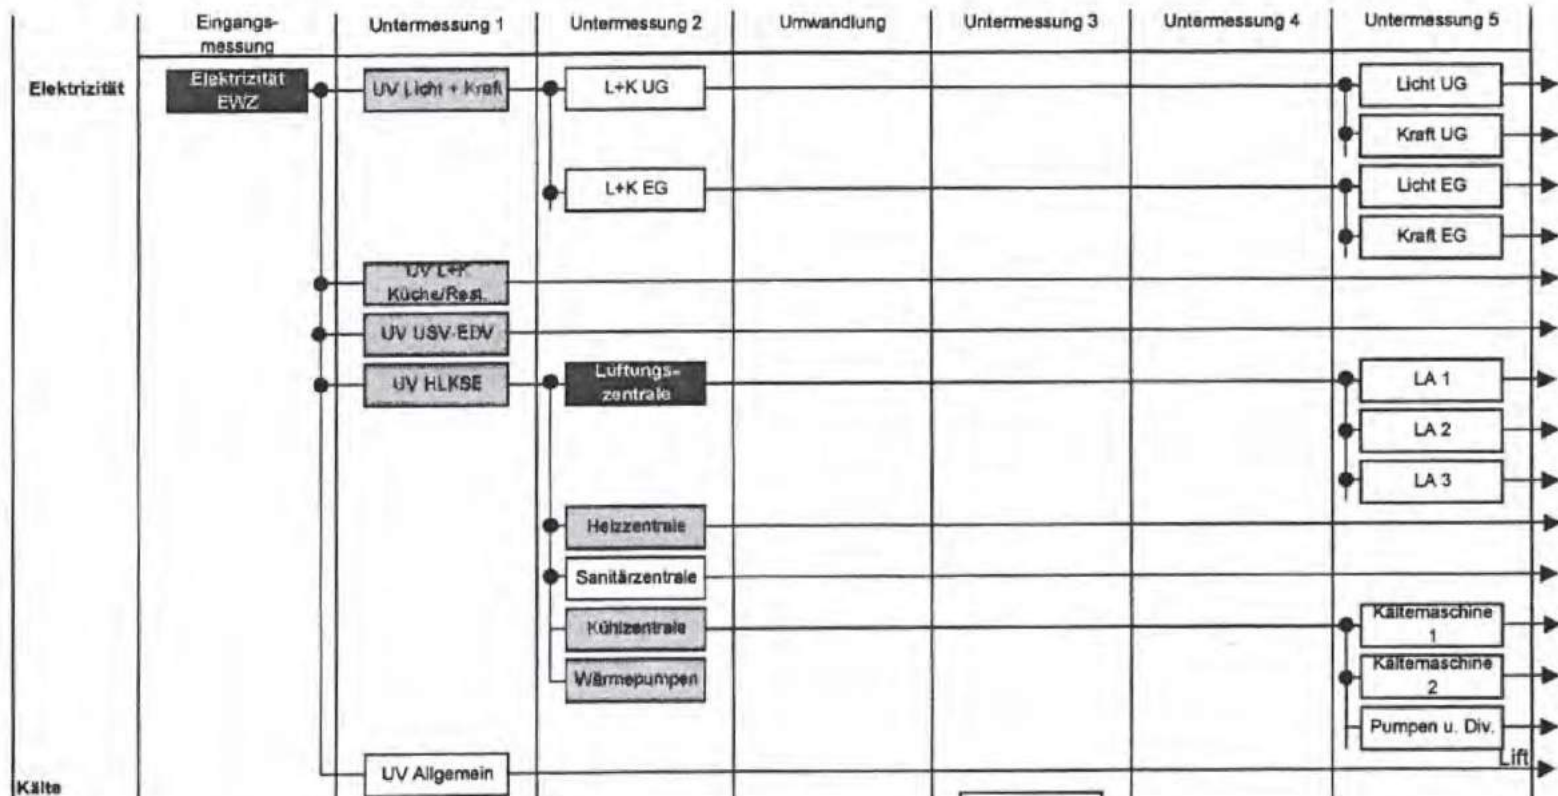 Eingangs-
messung
Untermessung 1
Untermessung 2
Umwandlung
Untermessung 3
Untermessung 4
Untermessung 5
Elektrizität
Elektrizität
EWZ
UV Licht + Kraft
L+K UG
Licht UG
Kraft UG
L+K EG
Licht EG
Kraft EG
UV L+K
Küche/Rest.
UV USV-EDV
UV HLKSE
Lüftungs-
zentrale
LA 1
LA 2
LA 3
Heizzentrale
Sanitärzentrale
Kühlzentrale
Kältemaschine
1
Wärmepumpen
Kältemaschine
2
Pumpen u. Div.
Lift
UV Allgemein
Kälte